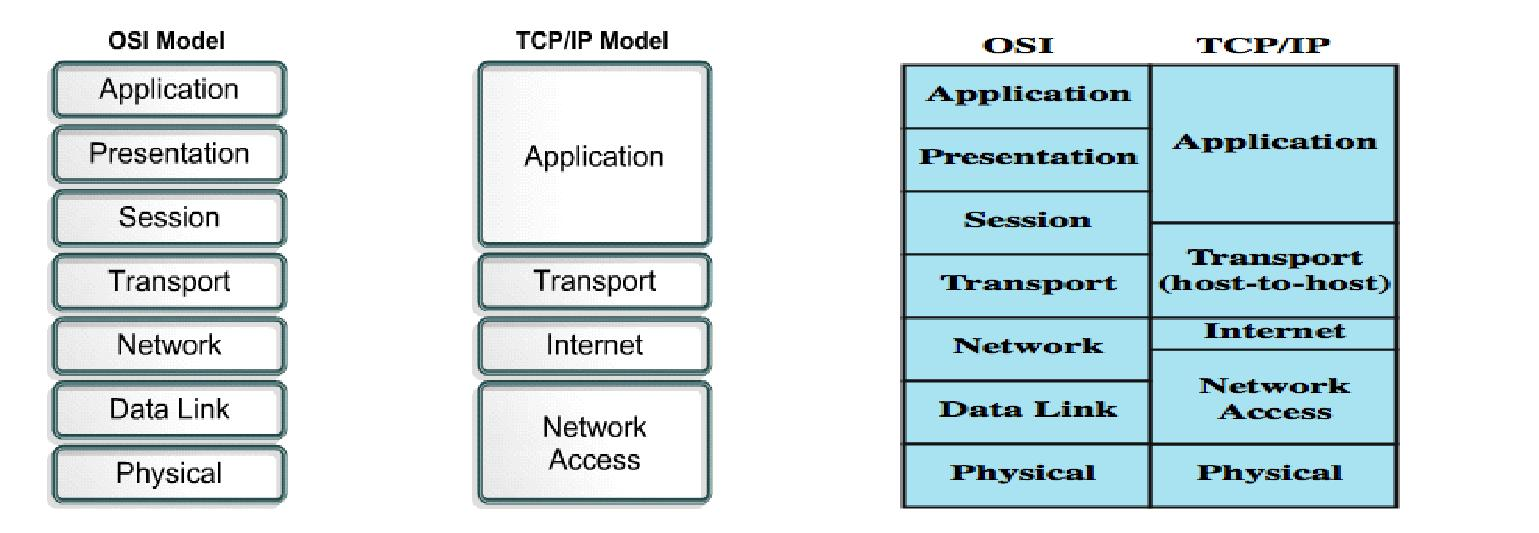 OSI Model
Application
Presentation
Session
Transport
Network
Data Link
Physical
TCP/IP Model
Application
Transport
Internet
Network
Access
OSI
Application
Presentation
Session
Transport
Network
Data Link
Physical
TCP/IP
Application
Transport
(host-to-host)
Internet
Network
Access
Physical